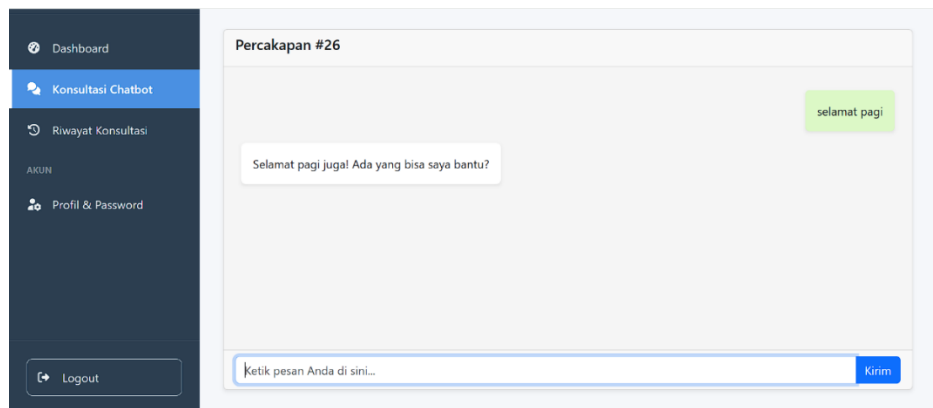 Dashboard
Konsultasi Chatbot
Riwayat Konsultasi
AKUN
Profil & Password
Logout
Percakapan #26
selamat pagi
Selamat pagi juga! Ada yang bisa saya bantu?
Ketik pesan Anda di sini...
Kirim